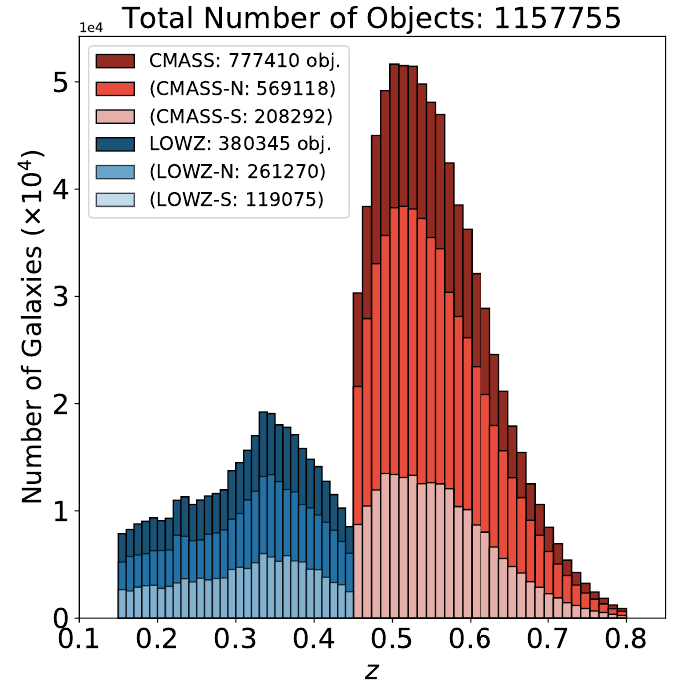 Total Number of Objects: 1157755
1e4
CMASS: 777410 obj.
(CMASS-N: 569118)
(CMASS-S: 208292)
LOWZ: 380345 obj.
(LOWZ-N: 261270)
(LOWZ-S: 119075)
Number of Galaxies (×10⁴)
5
4
3
2
1
0
0.1 0.2 0.3 0.4 0.5 0.6 0.7 0.8
z